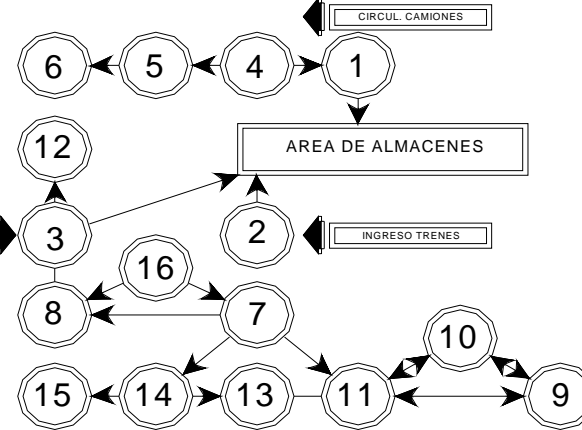 CIRCUL. CAMIONES
6 5 4 1
12 AREA DE ALMACENES
3 2 INGRESO TRENES
16
8 7
10
15 14 13 11 9